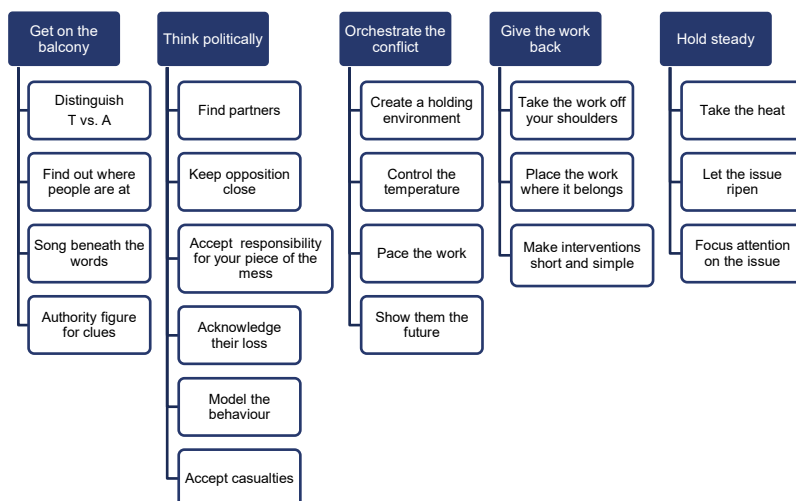 Get on the
balcony
Distinguish
T vs. A
Find out where
people are at
Song beneath the
words
Authority figure
for clues
Think politically
Find partners
Keep opposition
close
Accept responsibility
for your piece of the
mess
Acknowledge
their loss
Model the
behaviour
Accept casualties
Orchestrate the
conflict
Create a holding
environment
Control the
temperature
Pace the work
Show them the
future
Give the work
back
Take the work off
your shoulders
Place the work
where it belongs
Make interventions
short and simple
Hold steady
Take the heat
Let the issue
ripen
Focus attention
on the issue